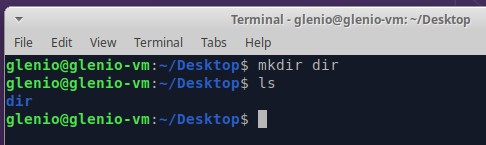 Terminal - glenio@glenio-vm: ~/Desktop
File Edit View Terminal Tabs Help
glenio@glenio-vm:~/Desktop$ mkdir dir
glenio@glenio-vm:~/Desktop$ ls
dir
glenio@glenio-vm:~/Desktop$